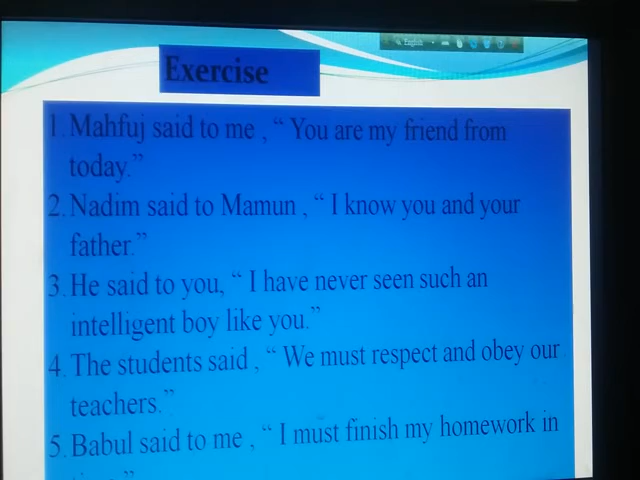 English
Exercise
1. Mahfuj said to me , “ You are my friend from
today.”
2. Nadim said to Mamun , “ I know you and your
father.”
3. He said to you, “ I have never seen such an
intelligent boy like you.”
4. The students said , “ We must respect and obey our
teachers.”
5. Babul said to me , “ I must finish my homework in